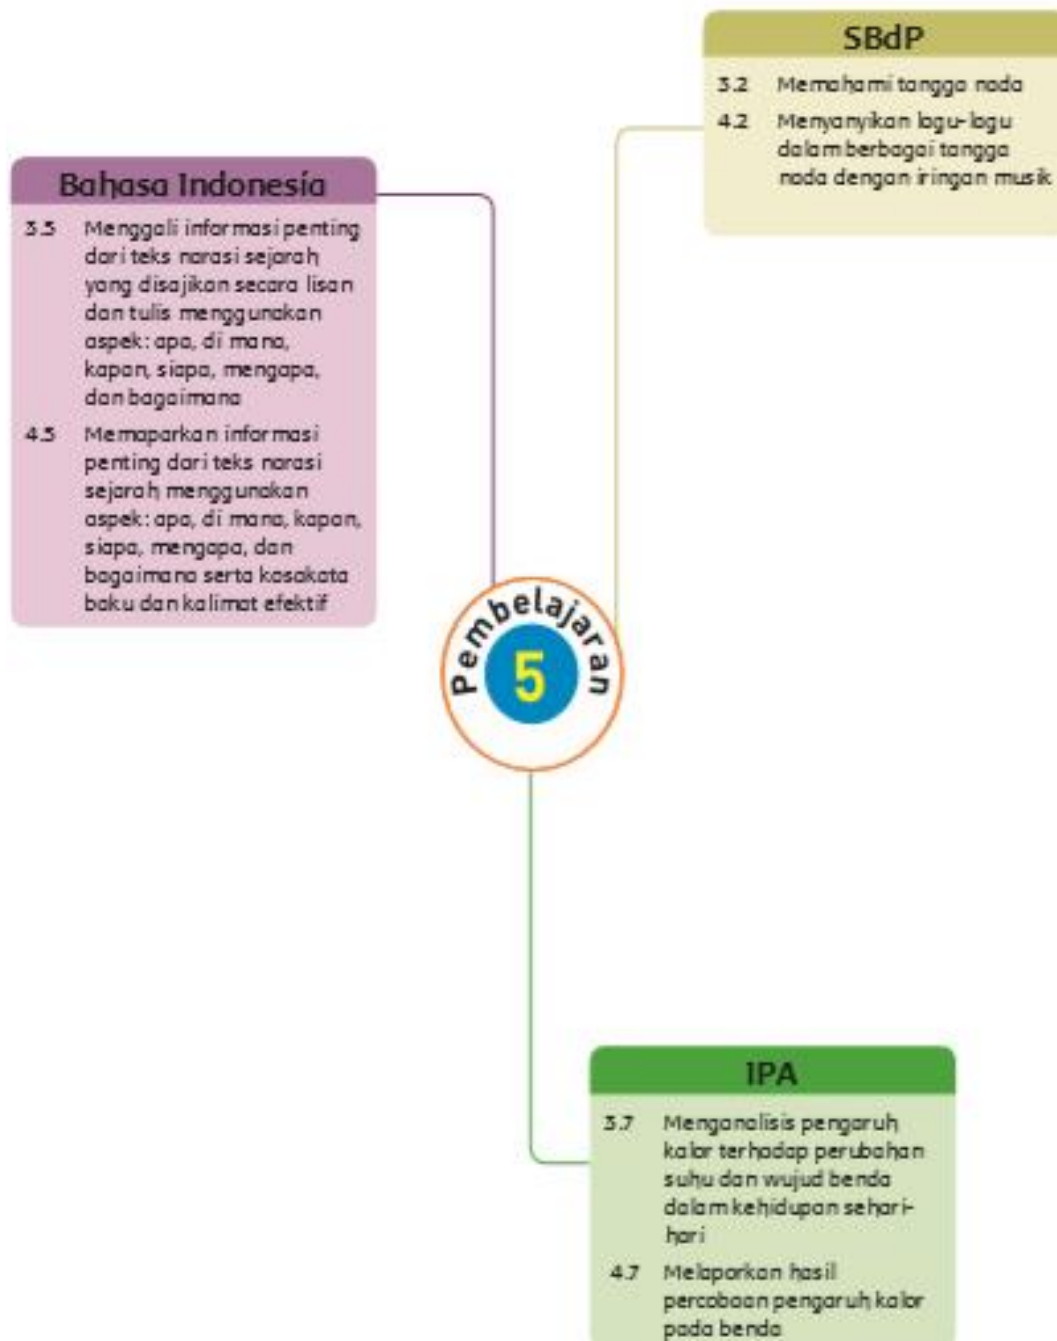 SBdP
3.2 Memahami tangga nada
4.2 Menyanyikan lagu-lagu
dalam berbagai tangga
nada dengan iringan musik
Bahasa Indonesia
3.5 Menggali informasi penting
dari teks narasi sejarah
yang disajikan secara lisan
dan tulis menggunakan
aspek: apa, di mana,
kapan, siapa, mengapa,
dan bagaimana
4.5 Memaparkan informasi
penting dari teks narasi
sejarah menggunakan
aspek: apa, di mana, kapan,
siapa, mengapa, dan
bagaimana serta kosakata
baku dan kalimat efektif
Pembelajaran
5
IPA
3.7 Menganalisis pengaruh
kalor terhadap perubahan
suhu dan wujud benda
dalam kehidupan sehari-
hari
4.7 Melaporkan hasil
percobaan pengaruh kalor
pada benda